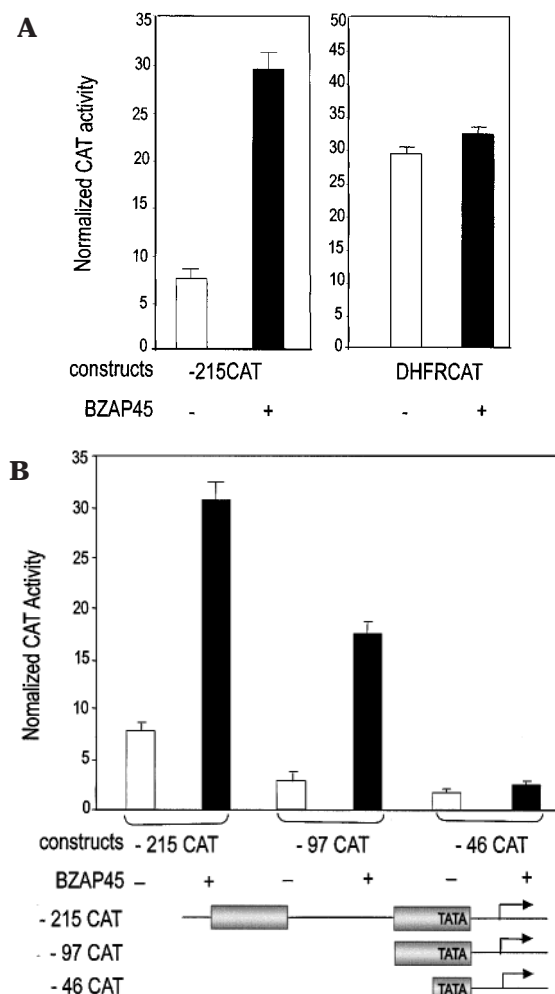 A
Normalized CAT activity
35
30
25
20
15
10
5
0
50
45
40
35
30
25
20
15
10
5
0
constructs -215CAT DHFRCAT
BZAP45 - + - +
B
Nomalized CAT Activity
35
30
25
20
15
10
5
0
constructs - 215 CAT - 97 CAT - 46 CAT
BZAP45 – + – + – +
- 215 CAT TATA
- 97 CAT TATA
- 46 CAT TATA